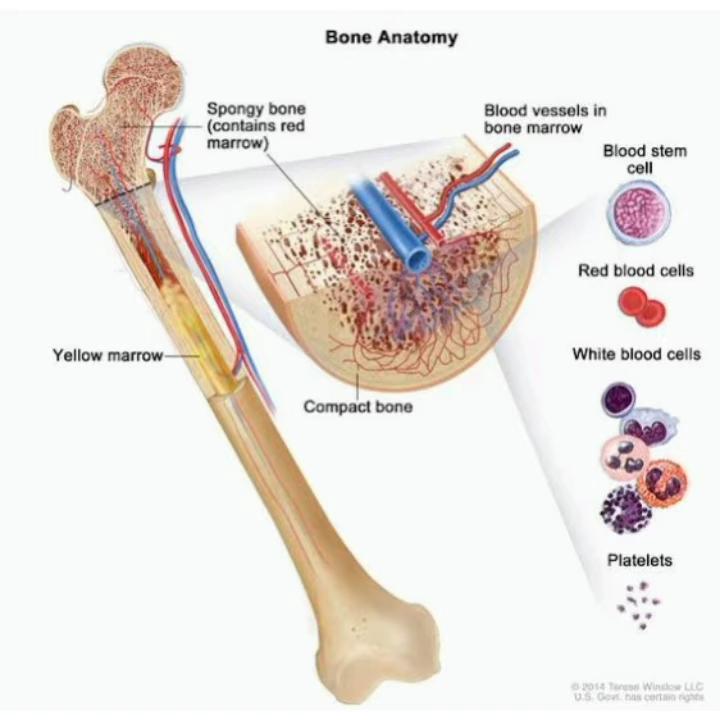 Bone Anatomy
Spongy bone
(contains red
marrow)
Blood vessels in
bone marrow
Blood stem
cell
Red blood cells
Yellow marrow
White blood cells
Compact bone
Platelets
© 2014 Terese Winslow LLC
U.S. Govt. has certain rights